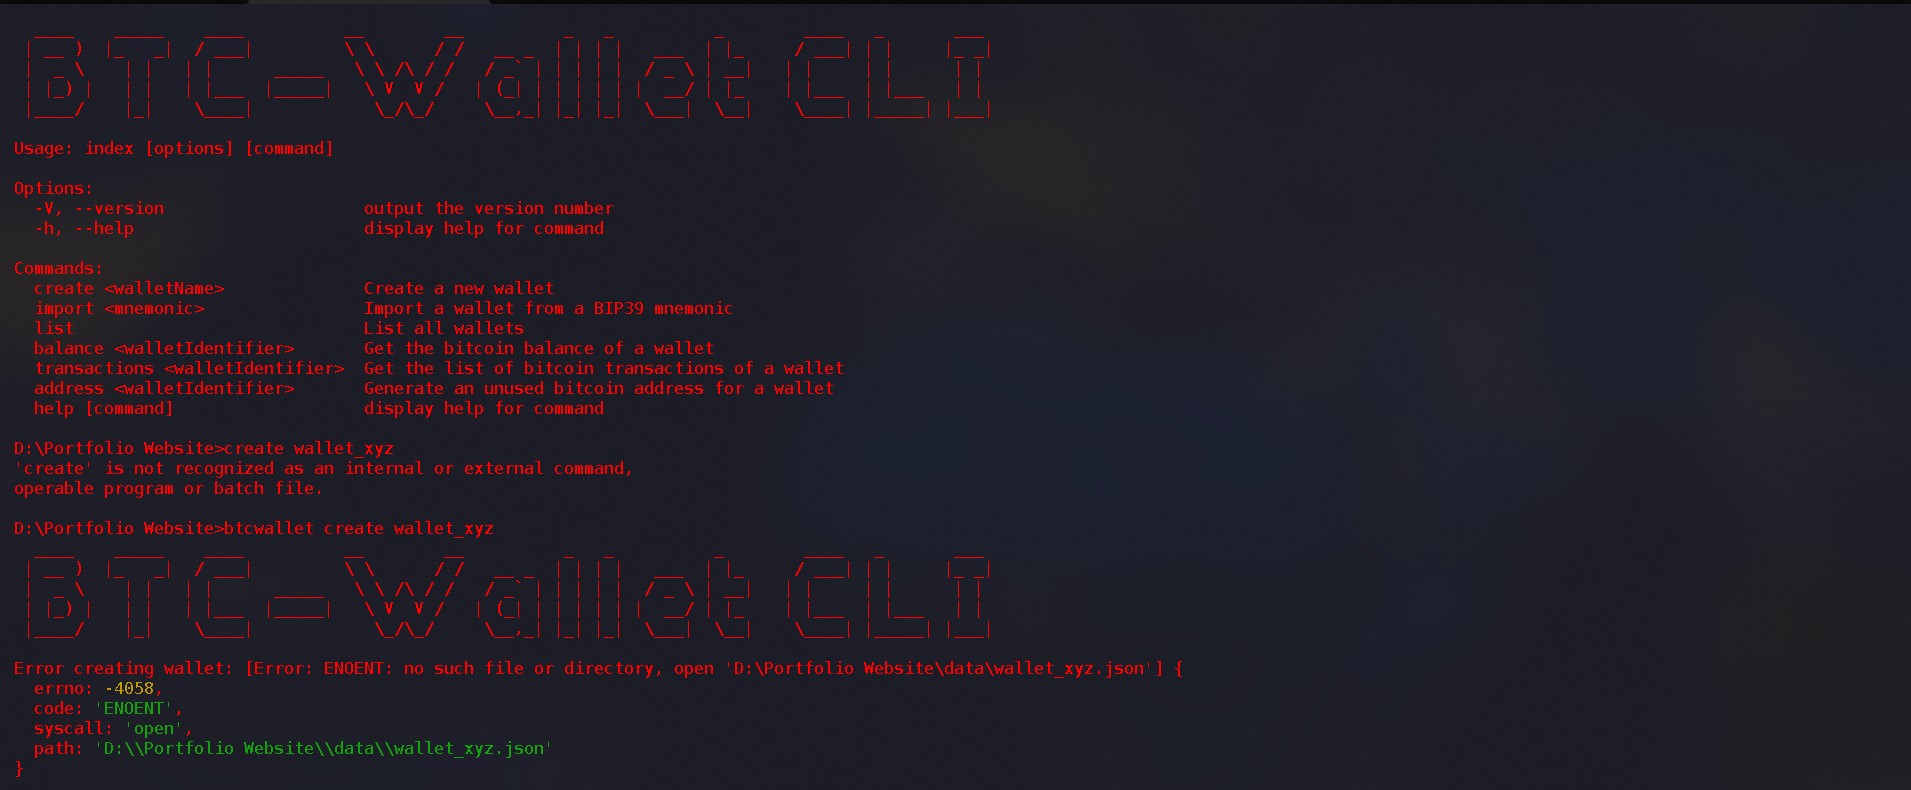 BTC-Wallet CLI
Usage: index [options] [command]
Options:
-V, --version output the version number
-h, --help display help for command
Commands:
create <walletName> Create a new wallet
import <mnemonic> Import a wallet from a BIP39 mnemonic
list List all wallets
balance <walletIdentifier> Get the bitcoin balance of a wallet
transactions <walletIdentifier> Get the list of bitcoin transactions of a wallet
address <walletIdentifier> Generate an unused bitcoin address for a wallet
help [command] display help for command
D:\Portfolio Website>create wallet_xyz
'create' is not recognized as an internal or external command,
operable program or batch file.
D:\Portfolio Website>btcwallet create wallet_xyz
BTC-Wallet CLI
Error creating wallet: [Error: ENOENT: no such file or directory, open 'D:\Portfolio Website\data\wallet_xyz.json'] {
errno: -4058,
code: 'ENOENT',
syscall: 'open',
path: 'D:\\Portfolio Website\\data\\wallet_xyz.json'
}